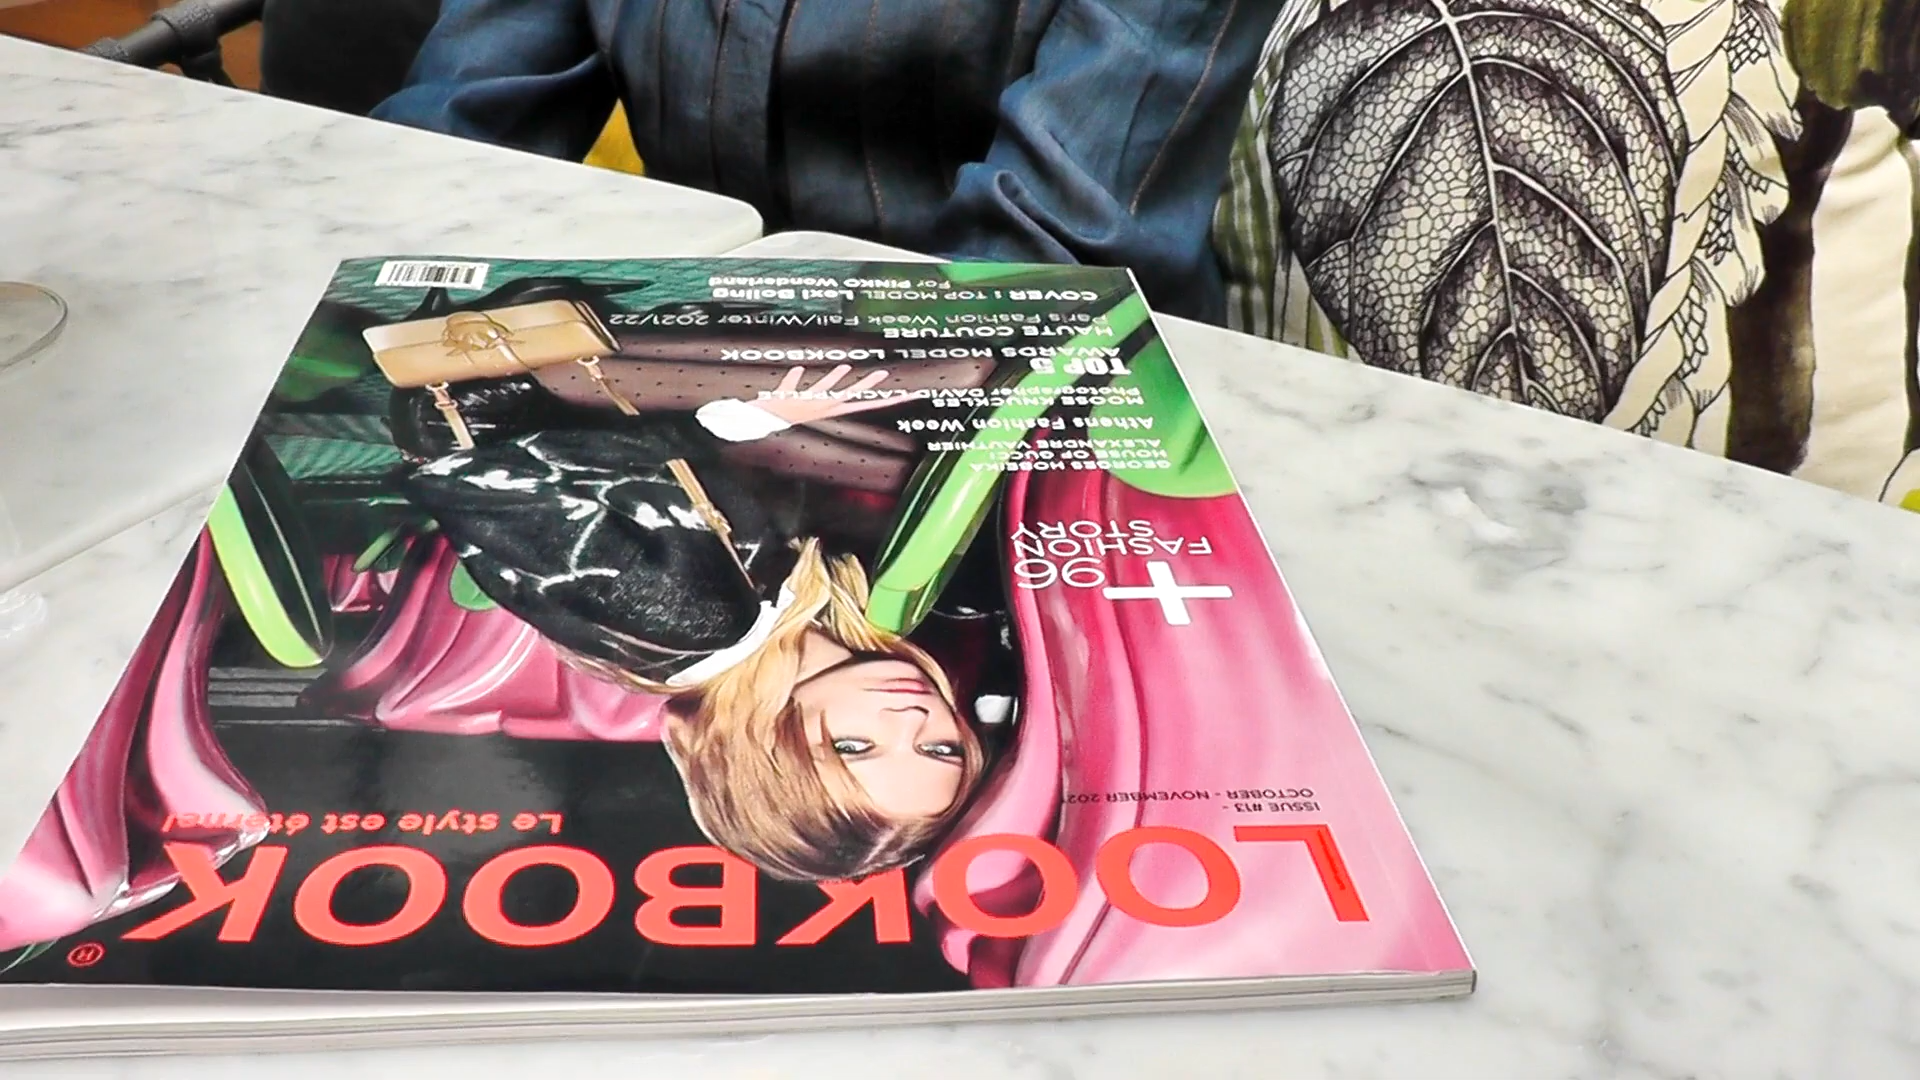 LOOKBOOK®
Le style est éternel
ISSUE #13 -
OCTOBER - NOVEMBER 2021
+ 96
FASHION
STORY
GEORGES HOBEIKA
HOUSE OF GUCCI
ALEXANDRE VAUTHIER
Athens Fashion Week
MOOSE KNUCKLES
Photographer DAVID LACHAPELLE
TOP 5
AWARDS MODEL LOOKBOOK
HAUTE COUTURE
Paris Fashion Week Fall/Winter 2021/22
COVER : TOP MODEL Lexi Boling
For PINKO Wonderland